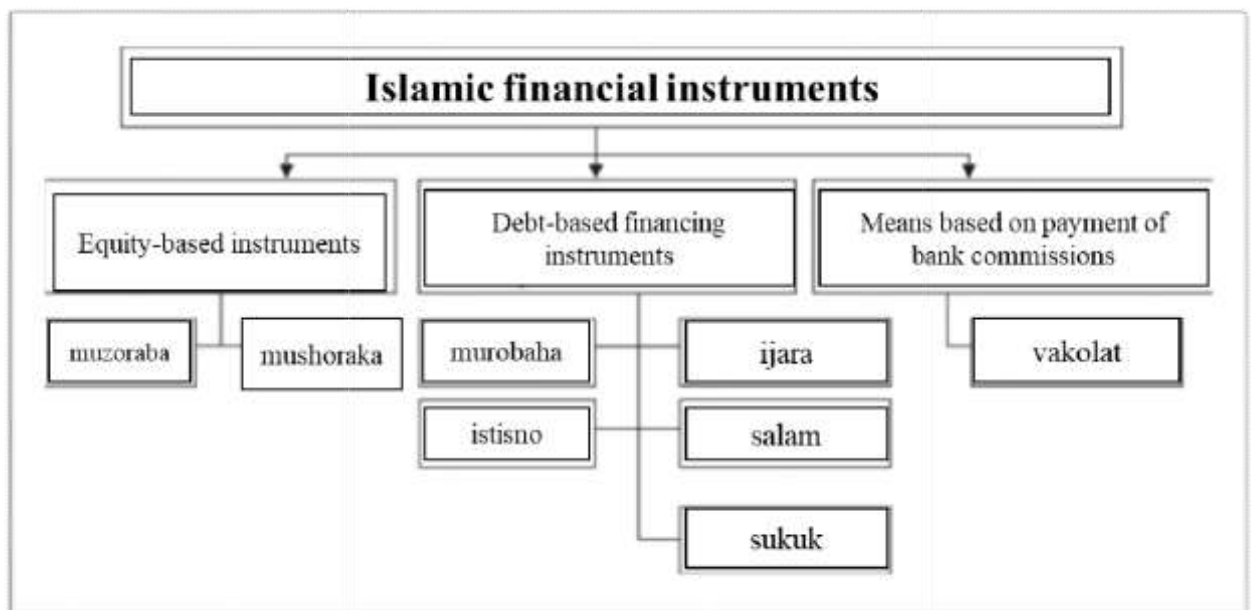 Islamic financial instruments
Equity-based instruments
Debt-based financing
instruments
Means based on payment of
bank commissions
muzoraba
mushoraka
murobaha
ijara
vakolat
istisno
salam
sukuk